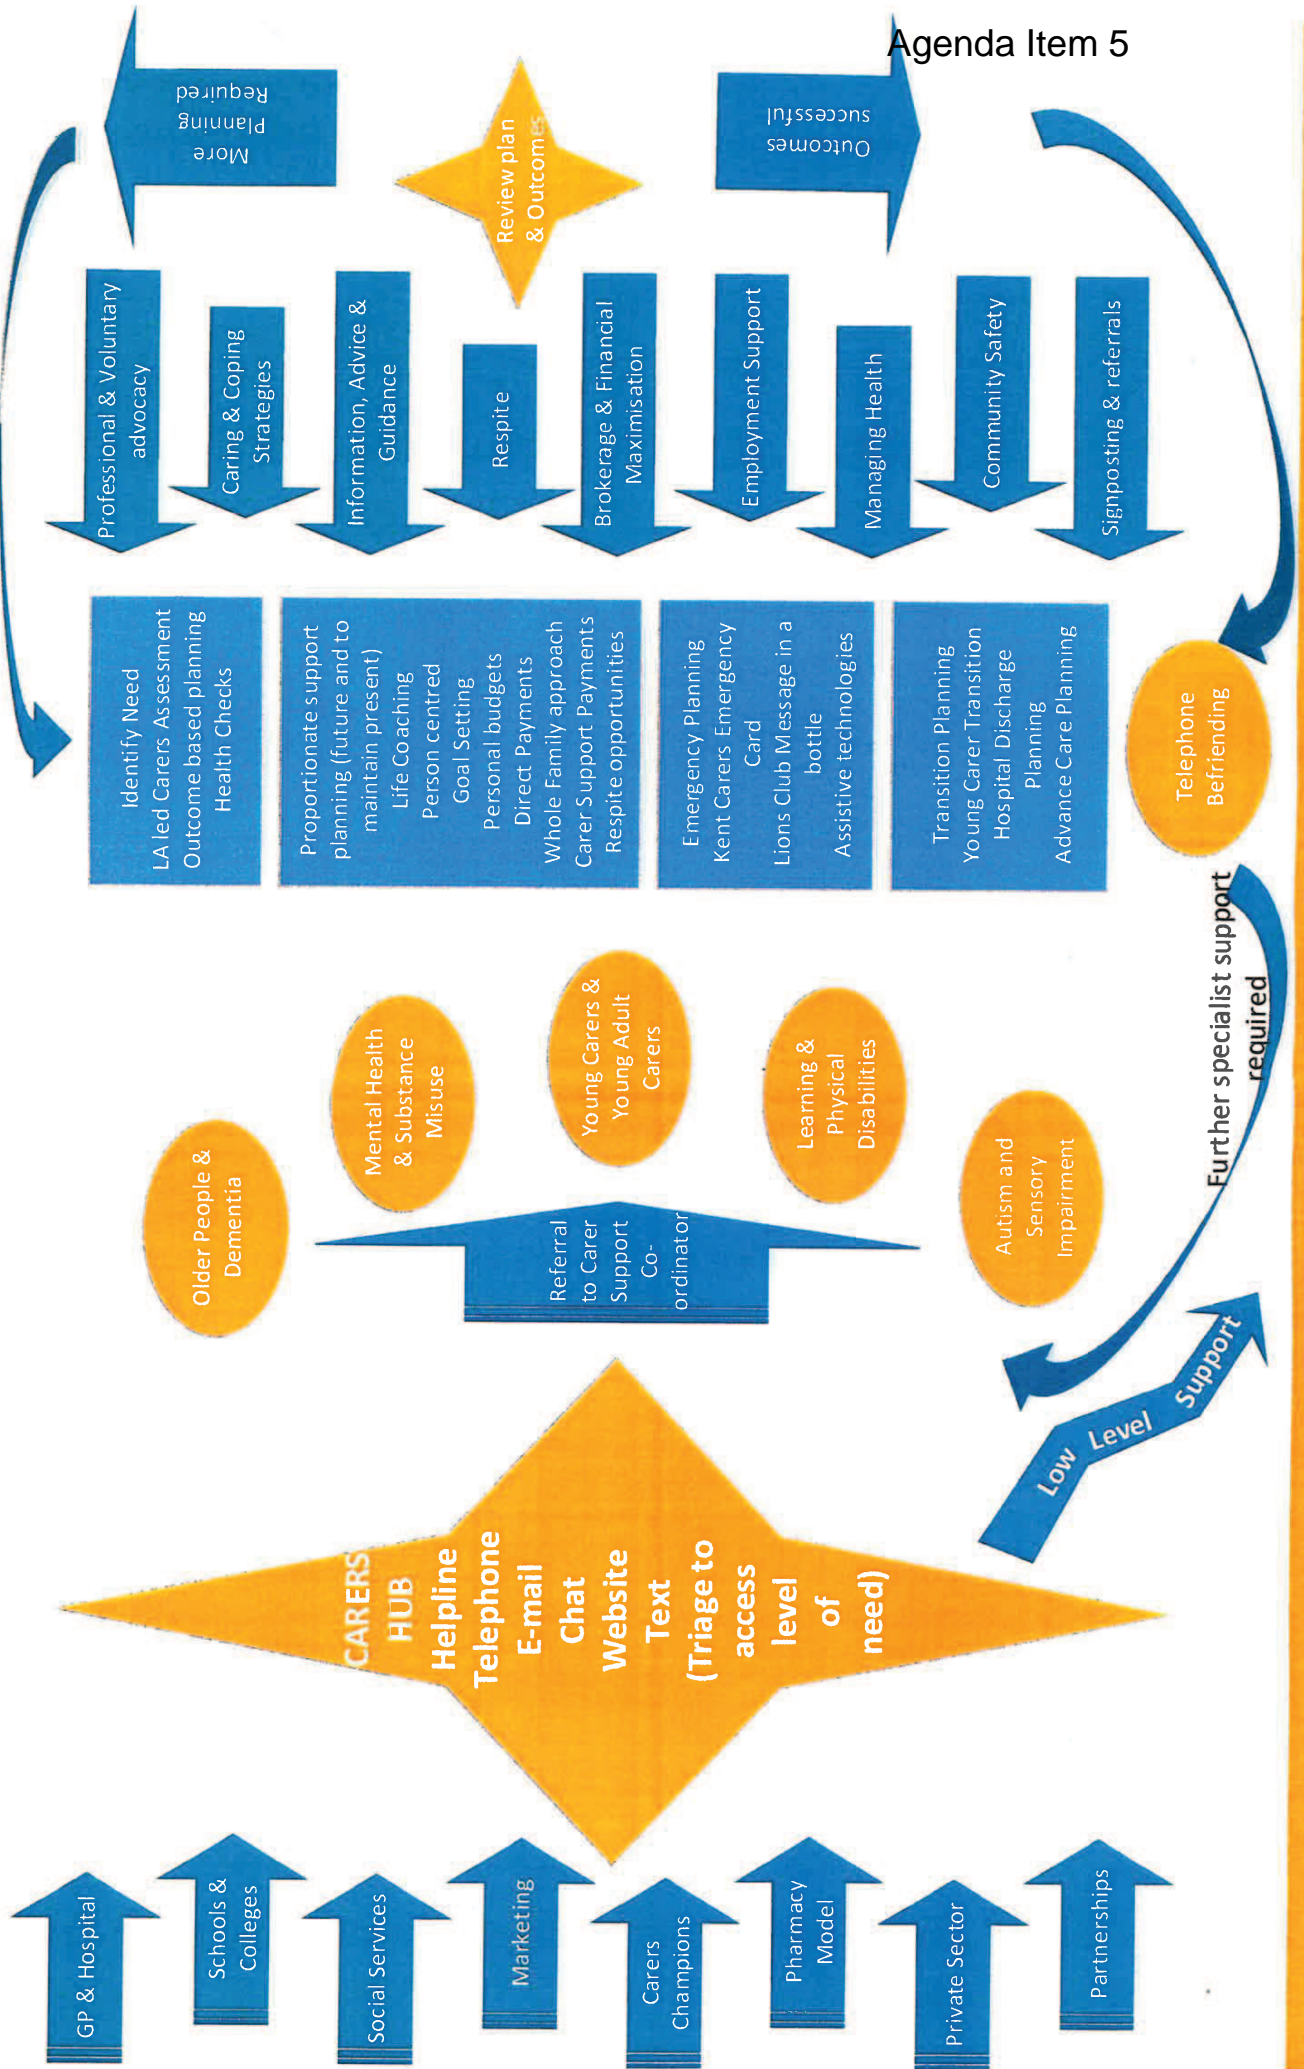 Agenda Item 5
GP & Hospital
Schools &
Colleges
Social Services
Marketing
Carers
Champions
Pharmacy
Model
Private Sector
Partnerships
CARERS
HUB
Helpline
Telephone
E-mail
Chat
Website
Text
(Triage to
access
level
of
need)
Low Level Support
Referral
to Carer
Support
Co-
ordinator
Older People &
Dementia
Mental Health
& Substance
Misuse
Young Carers &
Young Adult
Carers
Learning &
Physical
Disabilities
Autism and
Sensory
Impairment
Further specialist support
required
Identify Need
LA led Carers Assessment
Outcome based planning
Health Checks
Proportionate support
planning (future and to
maintain present)
Life Coaching
Person centred
Goal Setting
Personal budgets
Direct Payments
Whole Family approach
Carer Support Payments
Respite opportunities
Emergency Planning
Kent Carers Emergency
Card
Lions Club Message in a
bottle
Assistive technologies
Transition Planning
Young Carer Transition
Hospital Discharge
Planning
Advance Care Planning
Telephone
Befriending
Professional & Voluntary
advocacy
Caring & Coping
Strategies
Information, Advice &
Guidance
Respite
Brokerage & Financial
Maximisation
Employment Support
Managing Health
Community Safety
Signposting & referrals
More
Planning
Required
Review plan
& Outcomes
Outcomes
successful